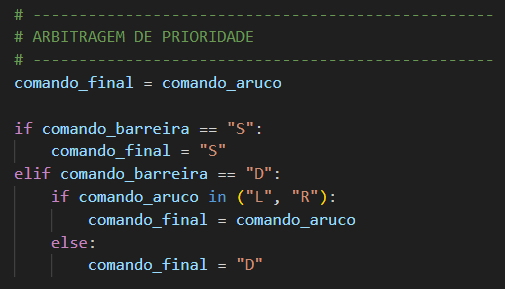 # --------------------------------------------------
# ARBITRAGEM DE PRIORIDADE
# --------------------------------------------------
comando_final = comando_aruco

if comando_barreira == "S":
    comando_final = "S"
elif comando_barreira == "D":
    if comando_aruco in ("L", "R"):
        comando_final = comando_aruco
    else:
        comando_final = "D"